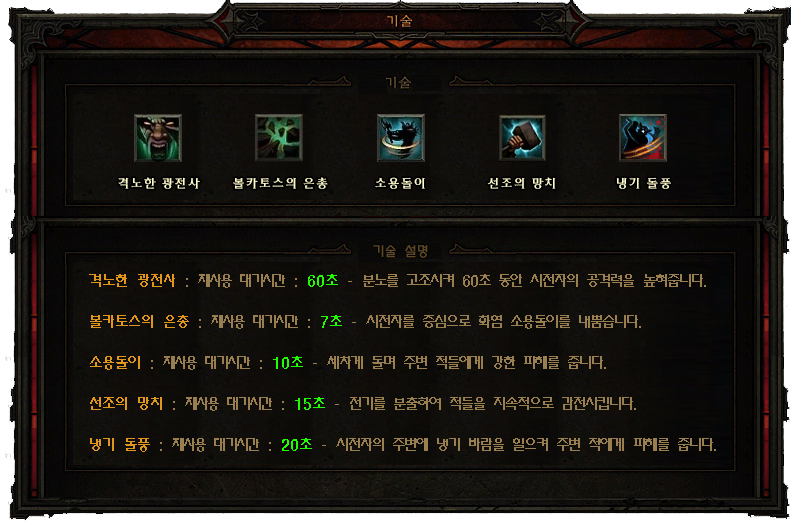 기술
기술
격노한 광전사 볼카토스의 은총 소용돌이 선조의 망치 냉기 돌풍
기술 설명
격노한 광전사 : 재사용 대기시간 : 60초 - 분노를 고조시켜 60초 동안 시전자의 공격력을 높혀줍니다.
볼카토스의 은총 : 재사용 대기시간 : 7초 - 시전자를 중심으로 화염 소용돌이를 내뿜습니다.
소용돌이 : 재사용 대기시간 : 10초 - 세차게 돌며 주변 적들에게 강한 피해를 줍니다.
선조의 망치 : 재사용 대기시간 : 15초 - 전기를 분출하여 적들을 지속적으로 감전시킵니다.
냉기 돌풍 : 재사용 대기시간 : 20초 - 시전자의 주변에 냉기 바람을 일으켜 주변 적에게 피해를 줍니다.